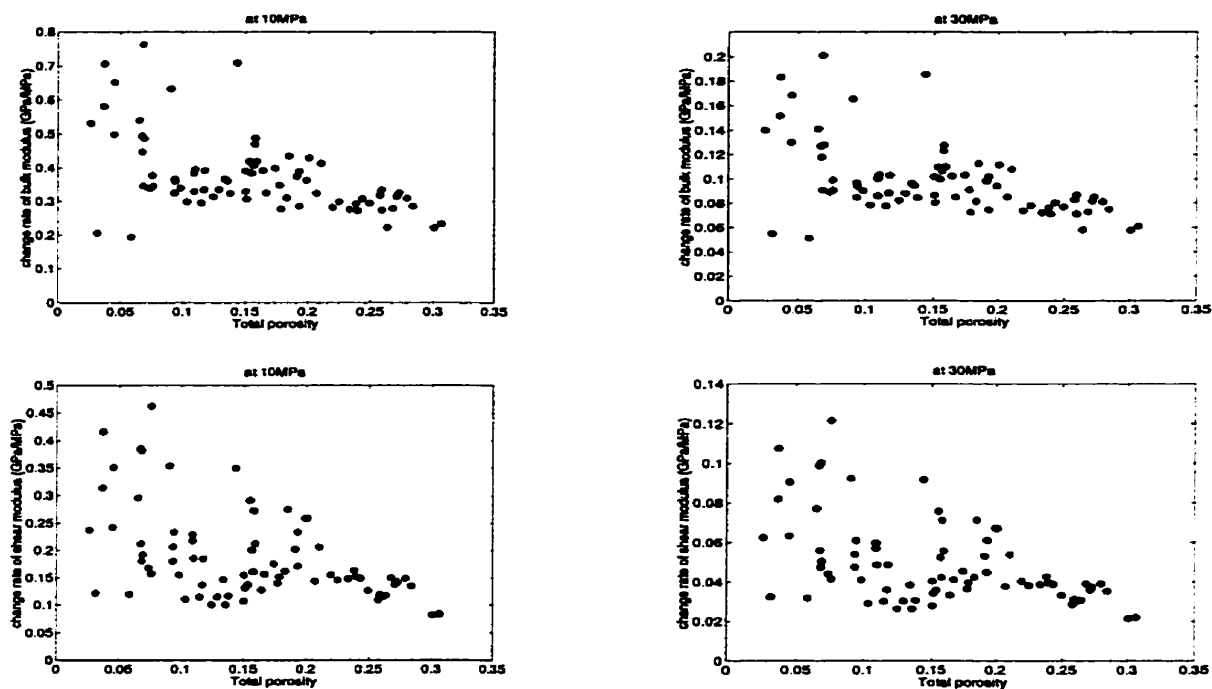 at 10MPa
change rate of bulk modulus (GPa/MPa)
0.8
0.7
0.6
0.5
0.4
0.3
0.2
0.1
0
0 0.05 0.1 0.15 0.2 0.25 0.3 0.35
Total porosity
at 30MPa
change rate of bulk modulus (GPa/MPa)
0.2
0.18
0.16
0.14
0.12
0.1
0.08
0.06
0.04
0.02
0
0 0.05 0.1 0.15 0.2 0.25 0.3 0.35
Total porosity
at 10MPa
change rate of shear modulus (GPa/MPa)
0.5
0.45
0.4
0.35
0.3
0.25
0.2
0.15
0.1
0.05
0
0 0.05 0.1 0.15 0.2 0.25 0.3 0.35
Total porosity
at 30MPa
change rate of shear modulus (GPa/MPa)
0.14
0.12
0.1
0.08
0.06
0.04
0.02
0
0 0.05 0.1 0.15 0.2 0.25 0.3 0.35
Total porosity